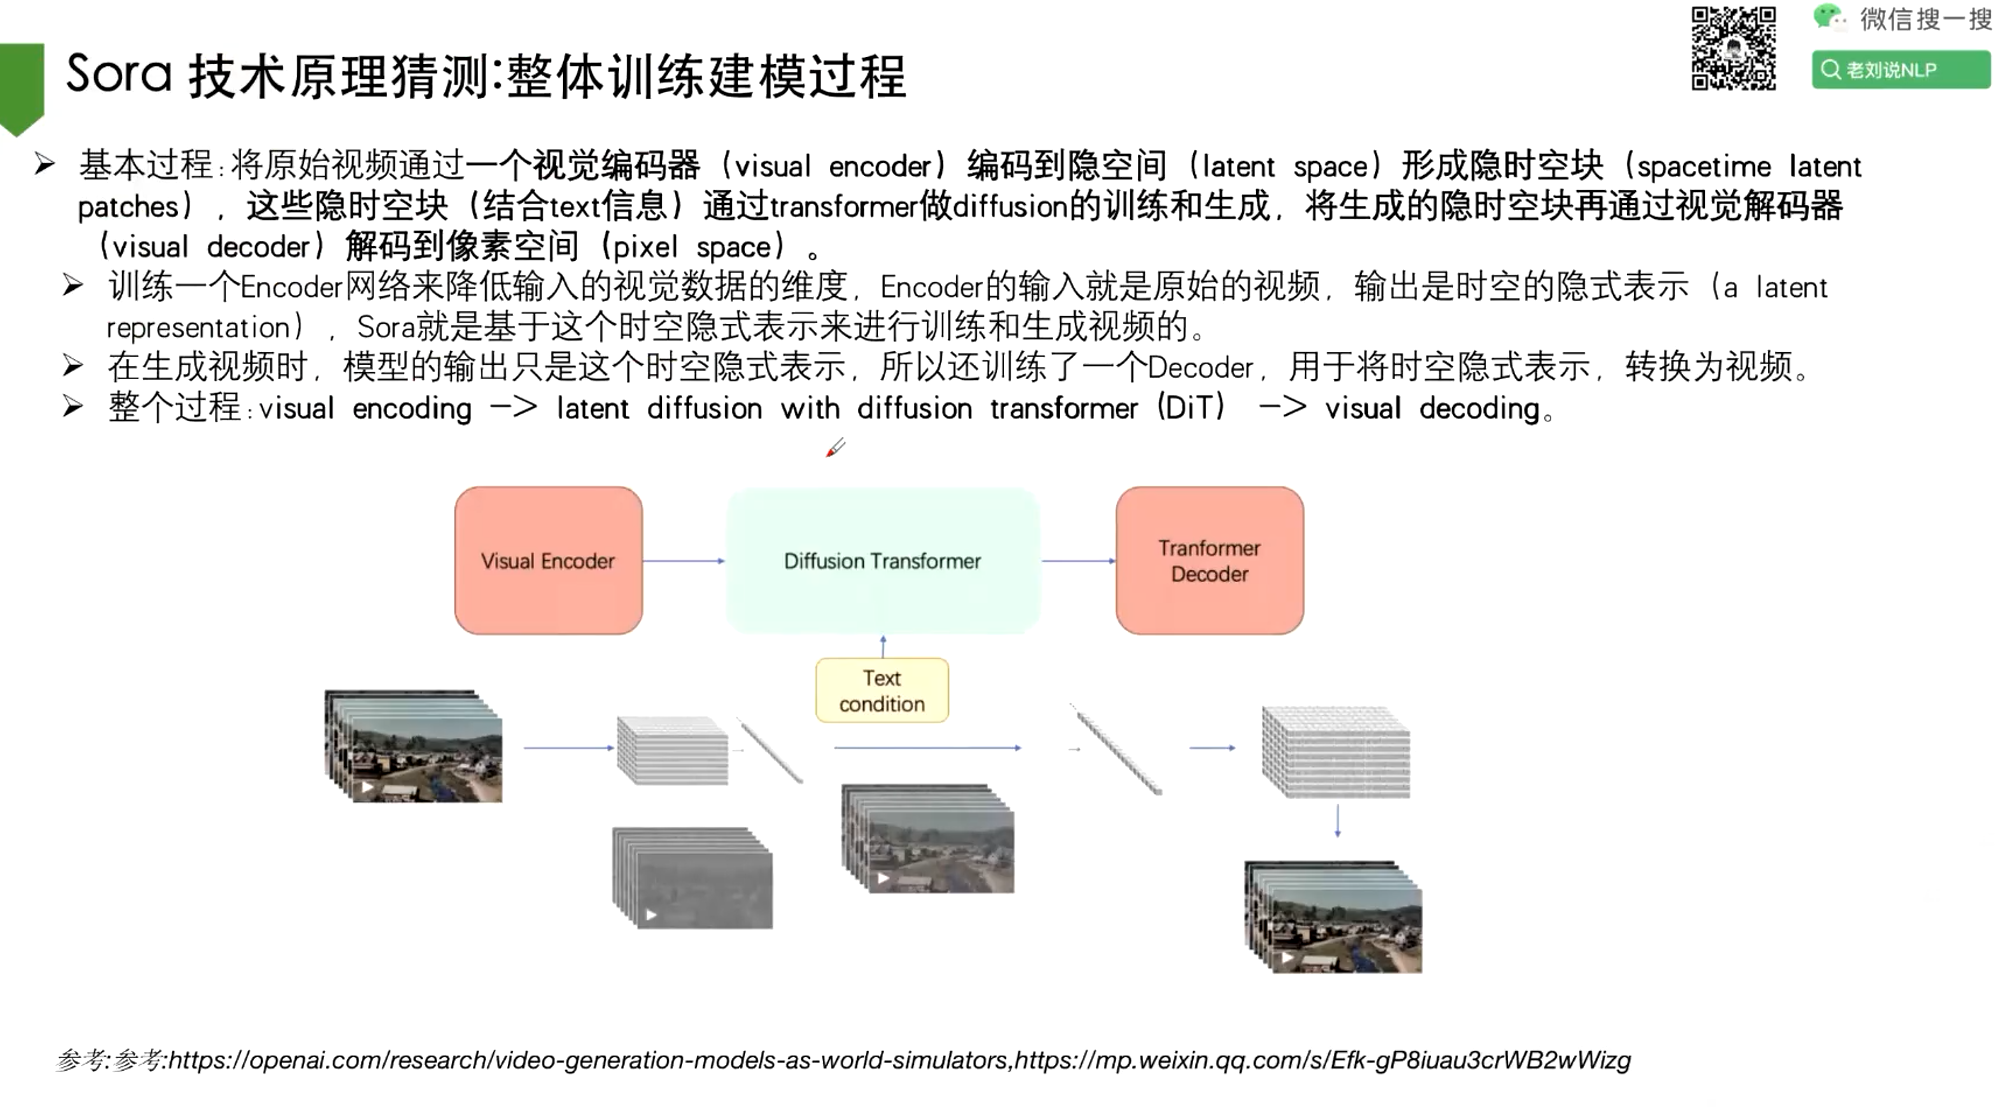 微信搜一搜
老刘说NLP
Sora 技术原理猜测:整体训练建模过程
➢ 基本过程:将原始视频通过一个视觉编码器（visual encoder）编码到隐空间（latent space）形成隐时空块（spacetime latent
patches），这些隐时空块（结合text信息）通过transformer做diffusion的训练和生成，将生成的隐时空块再通过视觉解码器
（visual decoder）解码到像素空间（pixel space）。
➢ 训练一个Encoder网络来降低输入的视觉数据的维度，Encoder的输入就是原始的视频，输出是时空的隐式表示（a latent
representation），Sora就是基于这个时空隐式表示来进行训练和生成视频的。
➢ 在生成视频时，模型的输出只是这个时空隐式表示，所以还训练了一个Decoder，用于将时空隐式表示，转换为视频。
➢ 整个过程:visual encoding —> latent diffusion with diffusion transformer（DiT） —> visual decoding。
Visual Encoder
Diffusion Transformer
Tranformer
Decoder
Text
condition
参考:参考:https://openai.com/research/video-generation-models-as-world-simulators,https://mp.weixin.qq.com/s/Efk-gP8iuau3crWB2wWizg